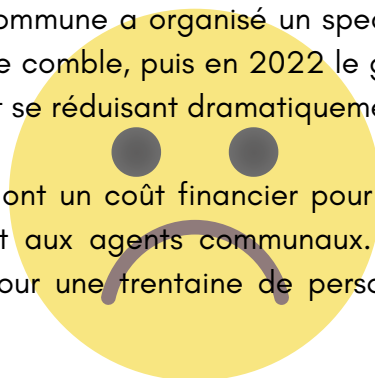 ommune a organisé un spec
e comble, puis en 2022 le g
t se réduisant dramatiqueme
ont un coût financier pour
t aux agents communaux.
our une trentaine de perso